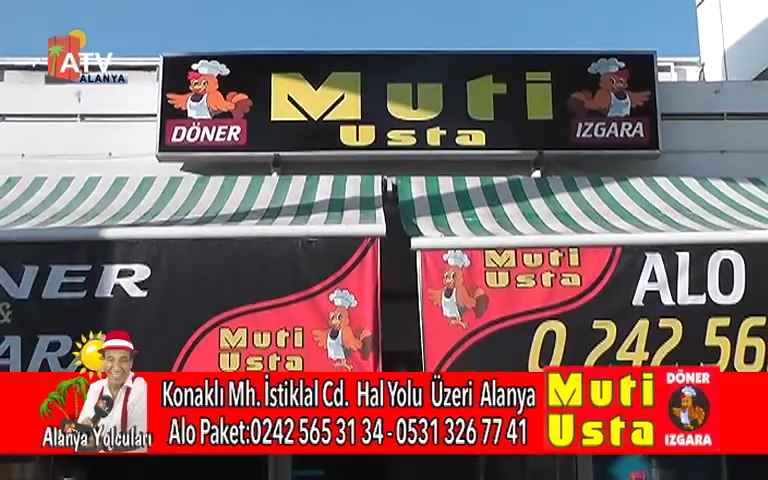 ATV
ALANYA
Muti
Usta
DÖNER
IZGARA
NER
&
Muti
Usta
Muti
Usta
ALO
0 242 56
Alanya Yolcuları
Konaklı Mh. İstiklal Cd. Hal Yolu Üzeri Alanya
Alo Paket:0242 565 31 34 - 0531 326 77 41
Muti
Usta
DÖNER
IZGARA